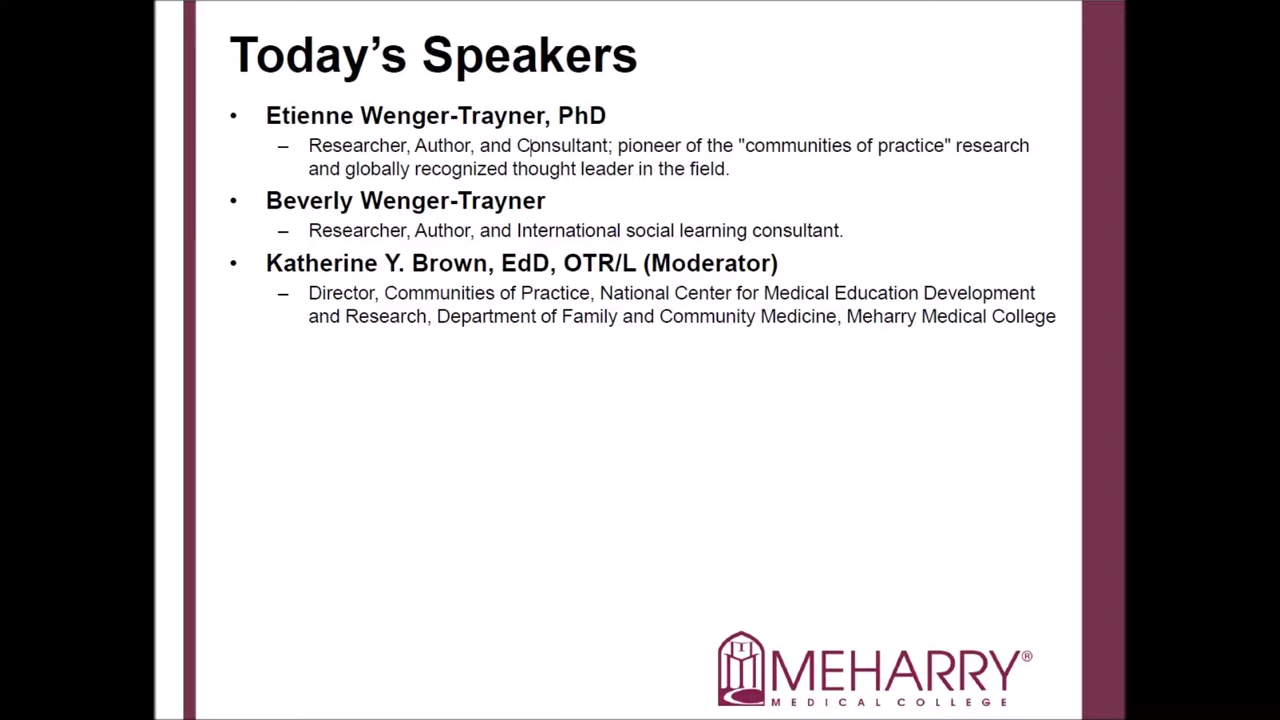 Today's Speakers
• Etienne Wenger-Trayner, PhD
– Researcher, Author, and Consultant; pioneer of the "communities of practice" research
and globally recognized thought leader in the field.
• Beverly Wenger-Trayner
– Researcher, Author, and International social learning consultant.
• Katherine Y. Brown, EdD, OTR/L (Moderator)
– Director, Communities of Practice, National Center for Medical Education Development
and Research, Department of Family and Community Medicine, Meharry Medical College
MEHARRY®
MEDICAL COLLEGE